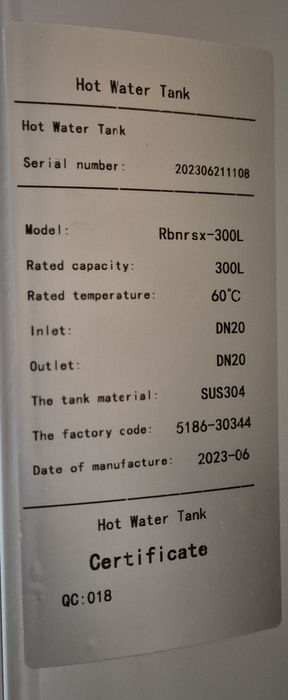 Hot Water Tank
Hot Water Tank
Serial number: 202306211108
Model: Rbnrsx-300L
Rated capacity: 300L
Rated temperature: 60℃
Inlet: DN20
Outlet: DN20
The tank material: SUS304
The factory code: 5186-30344
Date of manufacture: 2023-06
Hot Water Tank
Certificate
QC:018